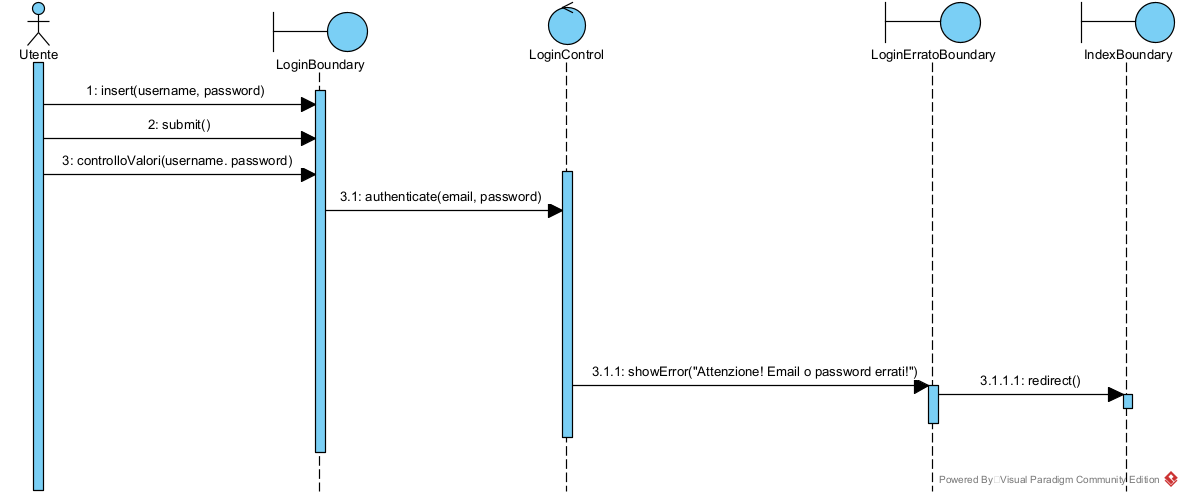 Utente
LoginBoundary
LoginControl
LoginErratoBoundary
IndexBoundary
1: insert(username, password)
2: submit()
3: controlloValori(username. password)
3.1: authenticate(email, password)
3.1.1: showError("Attenzione! Email o password errati!")
3.1.1.1: redirect()
Powered By Visual Paradigm Community Edition